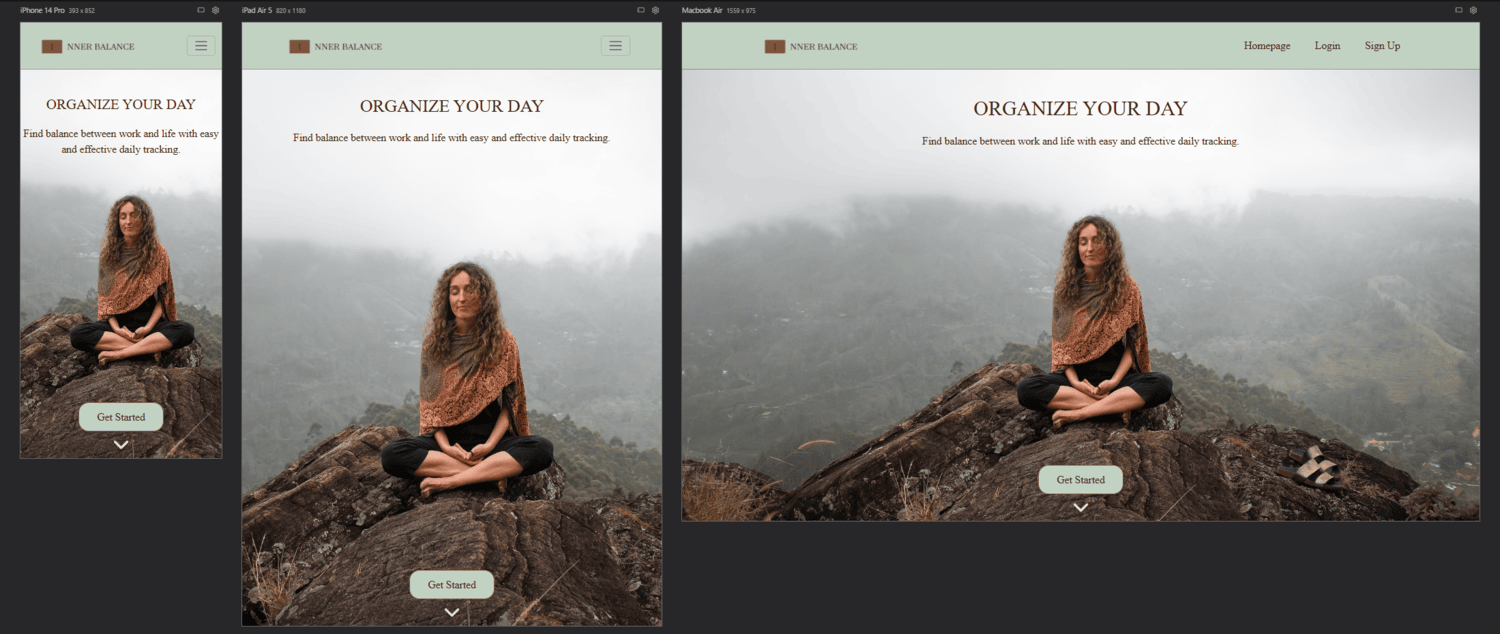 iPhone 14 Pro 393 x 852
I NNER BALANCE
ORGANIZE YOUR DAY
Find balance between work and life with easy
and effective daily tracking.
Get Started
iPad Air 5 820 x 1180
I NNER BALANCE
ORGANIZE YOUR DAY
Find balance between work and life with easy and effective daily tracking.
Get Started
Macbook Air 1559 x 975
I NNER BALANCE
Homepage Login Sign Up
ORGANIZE YOUR DAY
Find balance between work and life with easy and effective daily tracking.
Get Started